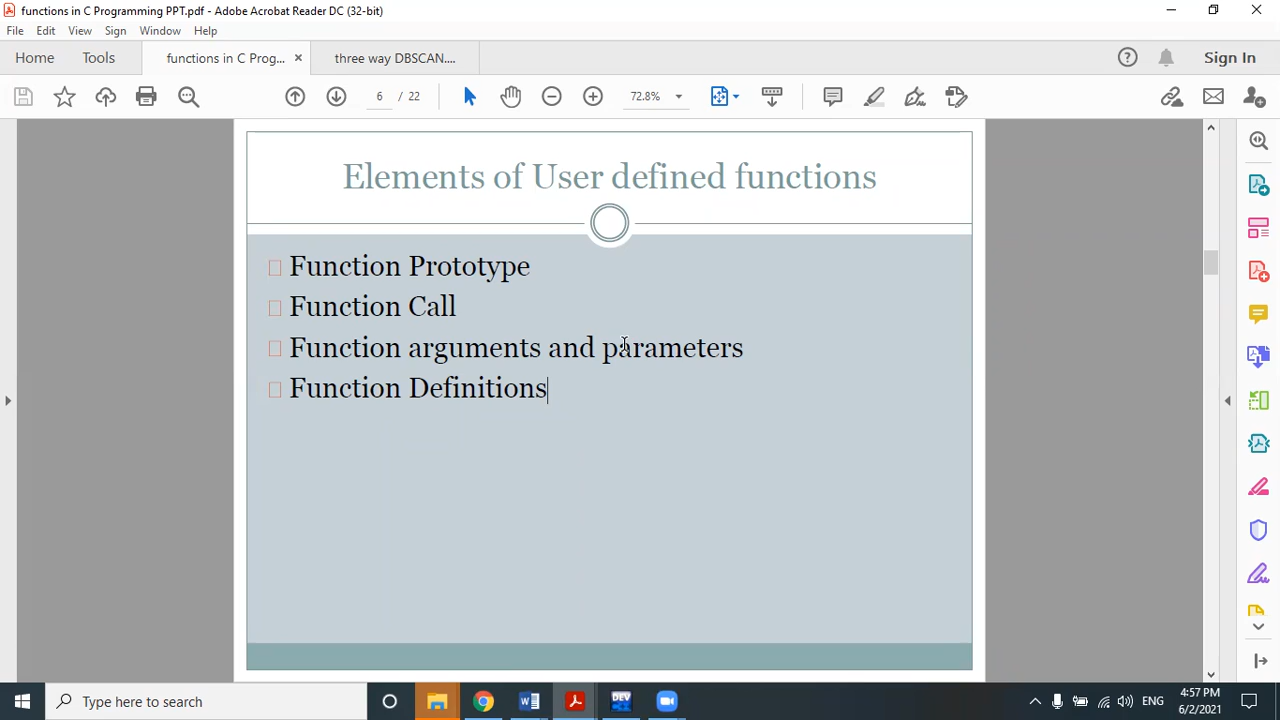 functions in C Programming PPT.pdf - Adobe Acrobat Reader DC (32-bit)
File Edit View Sign Window Help
Home Tools functions in C Prog... × three way DBSCAN.... Sign In
6 / 22 72.8%
Elements of User defined functions
Function Prototype
Function Call
Function arguments and parameters
Function Definitions
Type here to search
DEV
ENG
4:57 PM
6/2/2021